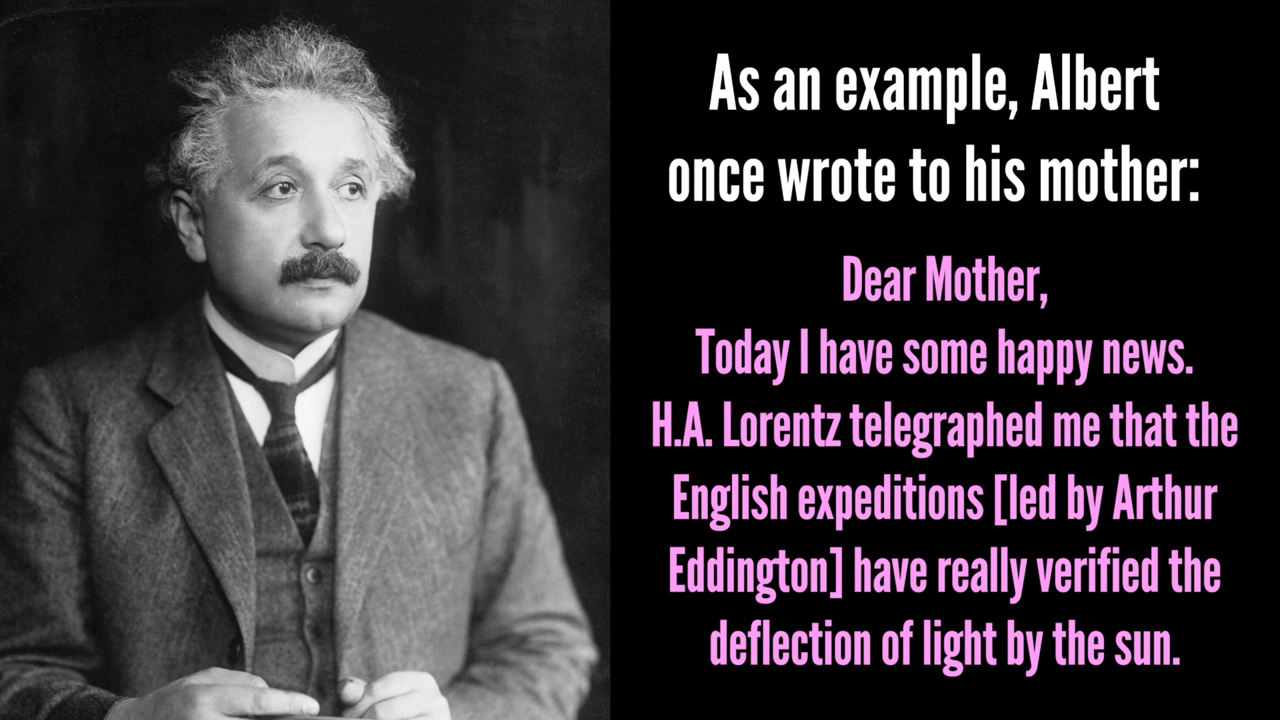 As an example, Albert
once wrote to his mother:
Dear Mother,
Today I have some happy news.
H.A. Lorentz telegraphed me that the
English expeditions [led by Arthur
Eddington] have really verified the
deflection of light by the sun.